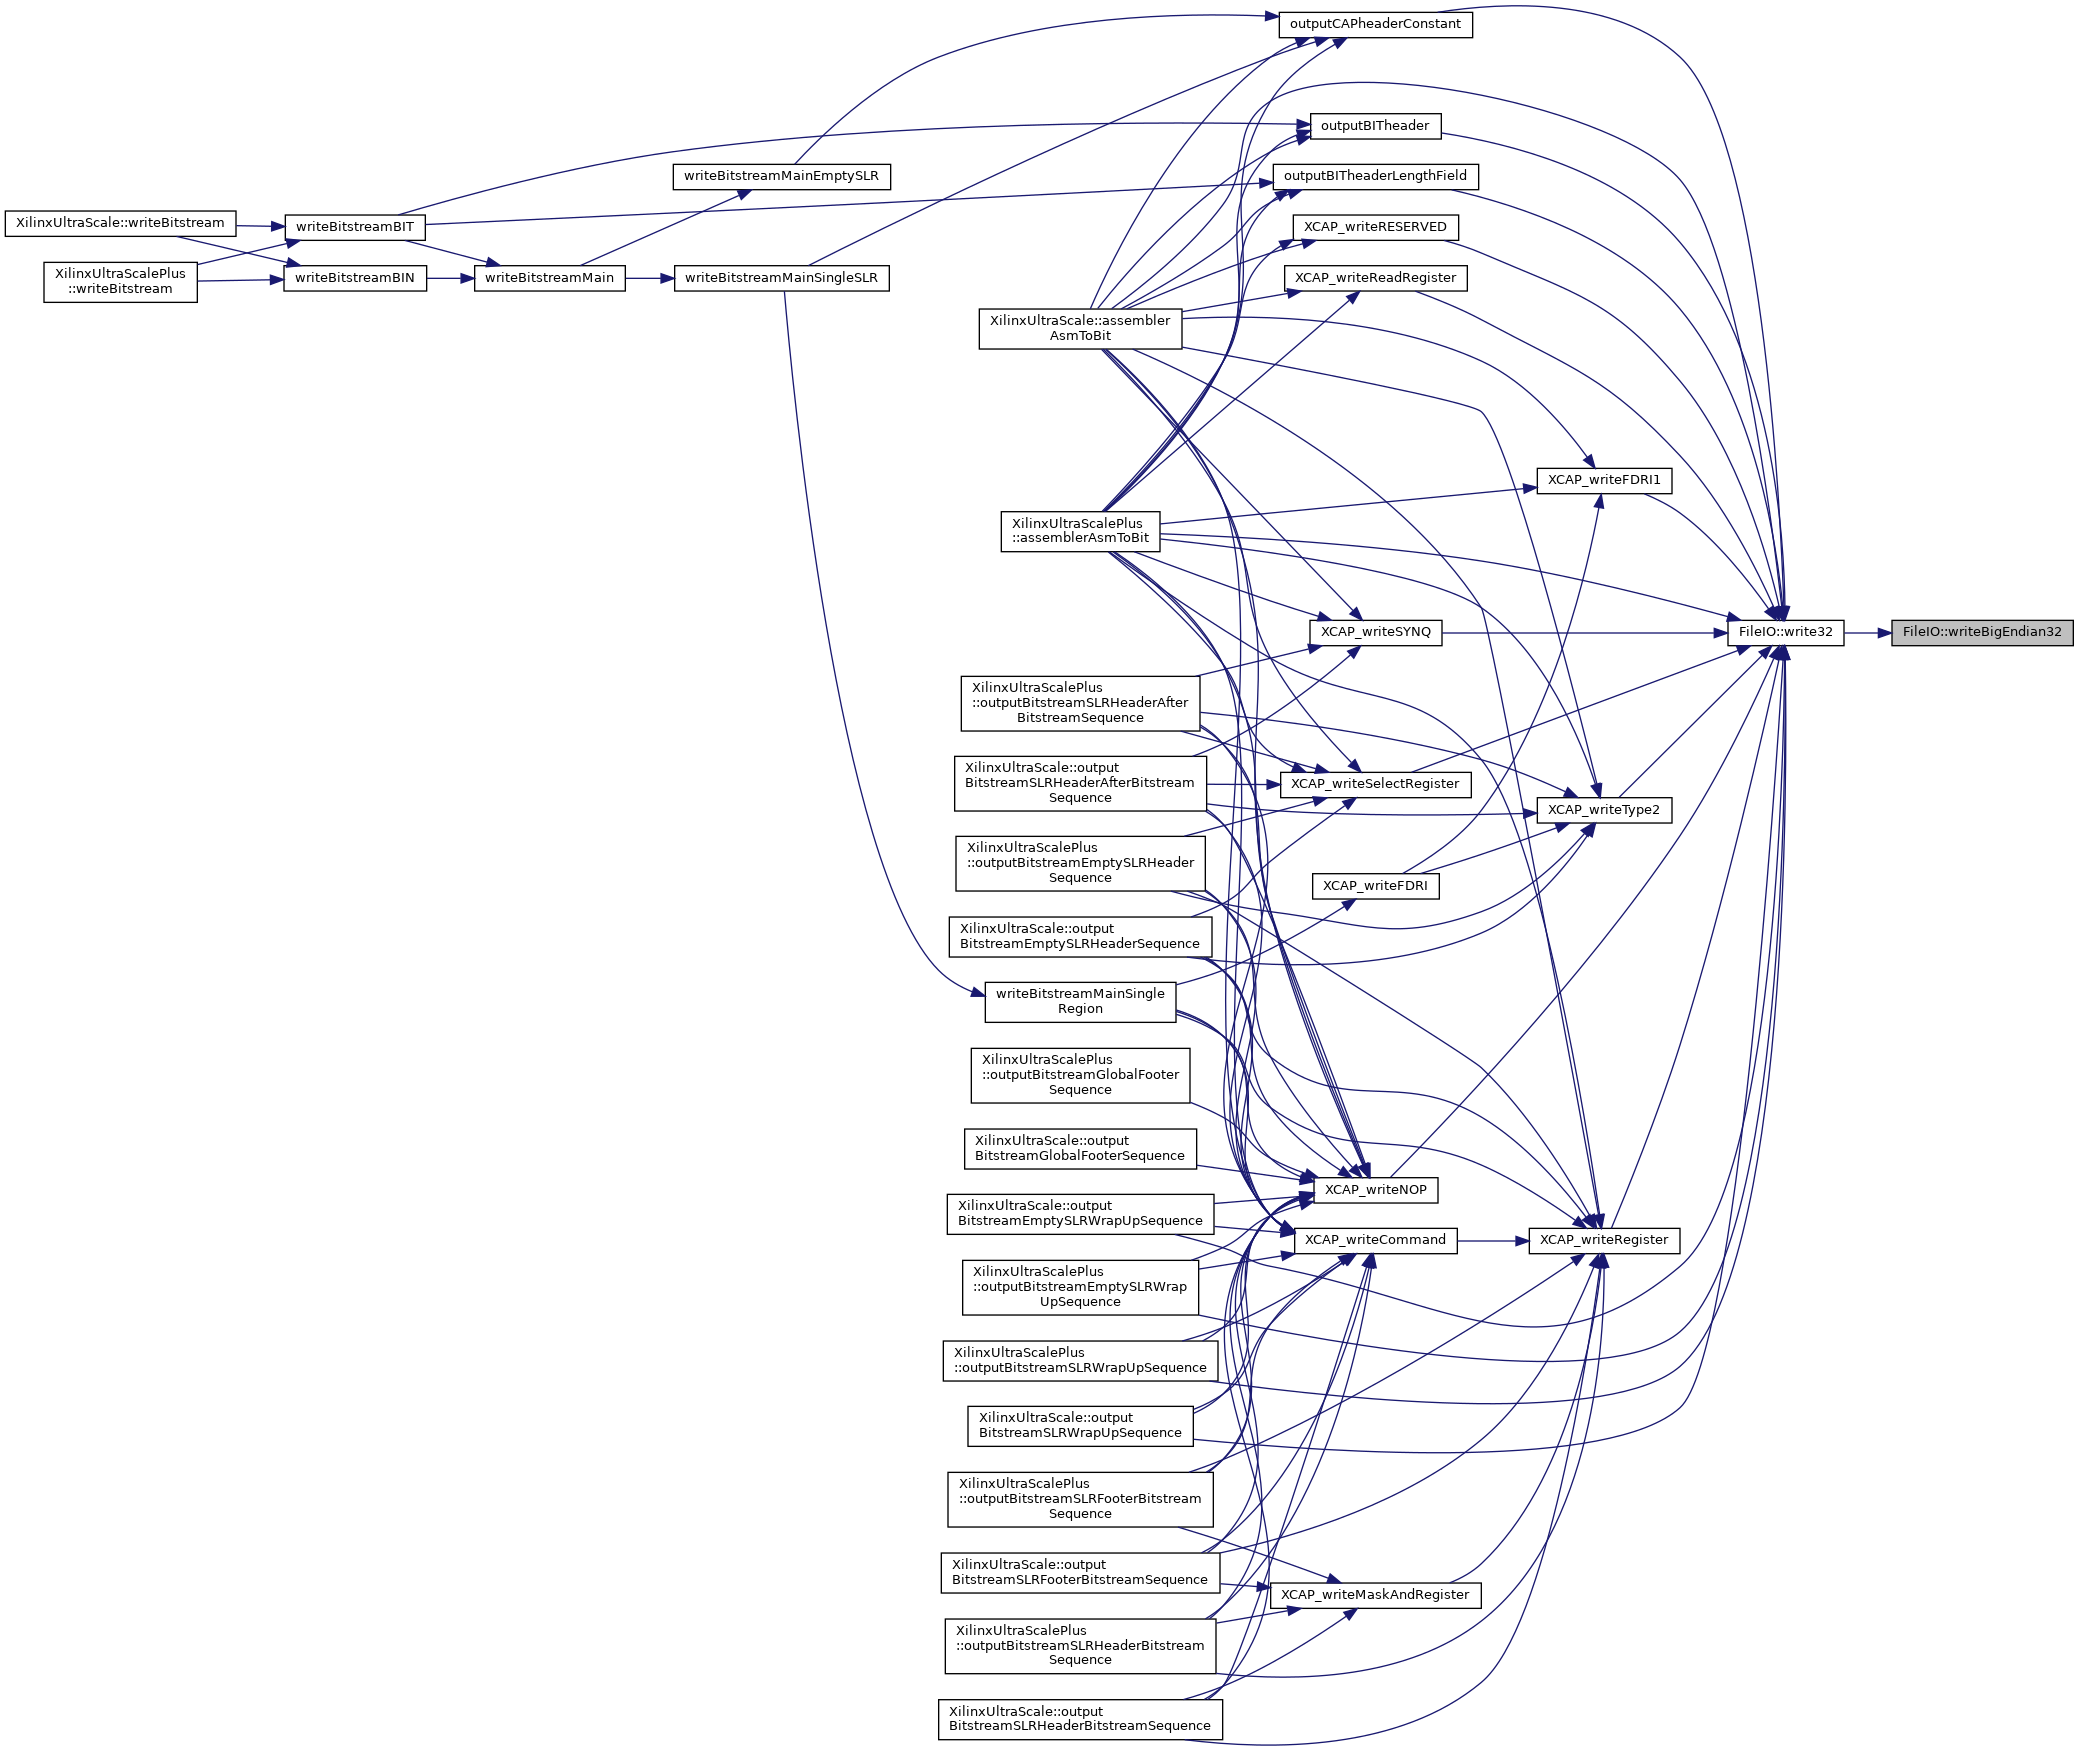 outputCAPheaderConstant
outputBITheader
writeBitstreamMainEmptySLR
outputBITheaderLengthField
XilinxUltraScale::writeBitstream
writeBitstreamBIT
XCAP_writeRESERVED
XilinxUltraScalePlus
::writeBitstream
writeBitstreamBIN
writeBitstreamMain
writeBitstreamMainSingleSLR
XCAP_writeReadRegister
XilinxUltraScale::assembler
AsmToBit
XCAP_writeFDRI1
XilinxUltraScalePlus
::assemblerAsmToBit
XCAP_writeSYNQ
FileIO::write32
FileIO::writeBigEndian32
XilinxUltraScalePlus
::outputBitstreamSLRHeaderAfter
BitstreamSequence
XilinxUltraScale::output
BitstreamSLRHeaderAfterBitstream
Sequence
XCAP_writeSelectRegister
XCAP_writeType2
XilinxUltraScalePlus
::outputBitstreamEmptySLRHeader
Sequence
XCAP_writeFDRI
XilinxUltraScale::output
BitstreamEmptySLRHeaderSequence
writeBitstreamMainSingle
Region
XilinxUltraScalePlus
::outputBitstreamGlobalFooter
Sequence
XilinxUltraScale::output
BitstreamGlobalFooterSequence
XCAP_writeNOP
XilinxUltraScale::output
BitstreamEmptySLRWrapUpSequence
XCAP_writeCommand
XCAP_writeRegister
XilinxUltraScalePlus
::outputBitstreamEmptySLRWrap
UpSequence
XilinxUltraScalePlus
::outputBitstreamSLRWrapUpSequence
XilinxUltraScale::output
BitstreamSLRWrapUpSequence
XilinxUltraScalePlus
::outputBitstreamSLRFooterBitstream
Sequence
XilinxUltraScale::output
BitstreamSLRFooterBitstreamSequence
XCAP_writeMaskAndRegister
XilinxUltraScalePlus
::outputBitstreamSLRHeaderBitstream
Sequence
XilinxUltraScale::output
BitstreamSLRHeaderBitstreamSequence